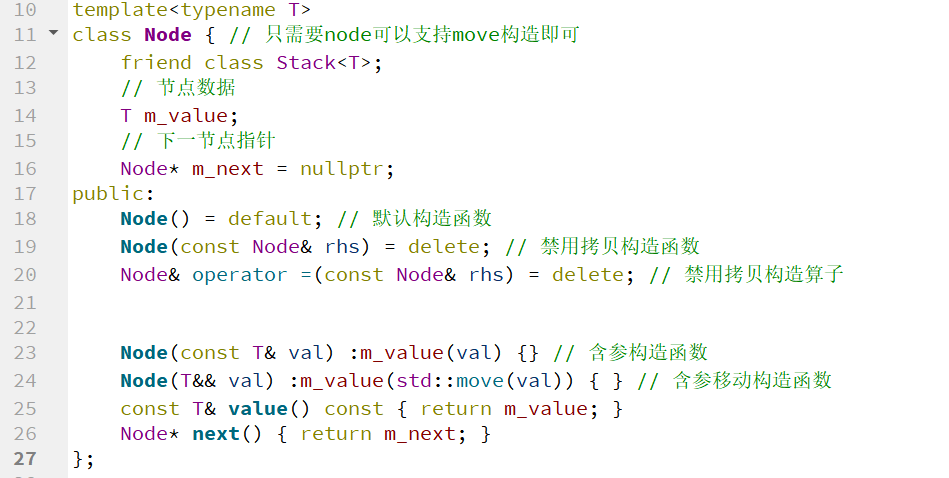 10 template<typename T>
11 class Node { // 只需要node可以支持move构造即可
12 friend class Stack<T>;
13 // 节点数据
14 T m_value;
15 // 下一节点指针
16 Node* m_next = nullptr;
17 public:
18 Node() = default; // 默认构造函数
19 Node(const Node& rhs) = delete; // 禁用拷贝构造函数
20 Node& operator =(const Node& rhs) = delete; // 禁用拷贝构造算子
21
22
23 Node(const T& val) :m_value(val) {} // 含参构造函数
24 Node(T&& val) :m_value(std::move(val)) { } // 含参移动构造函数
25 const T& value() const { return m_value; }
26 Node* next() { return m_next; }
27 };